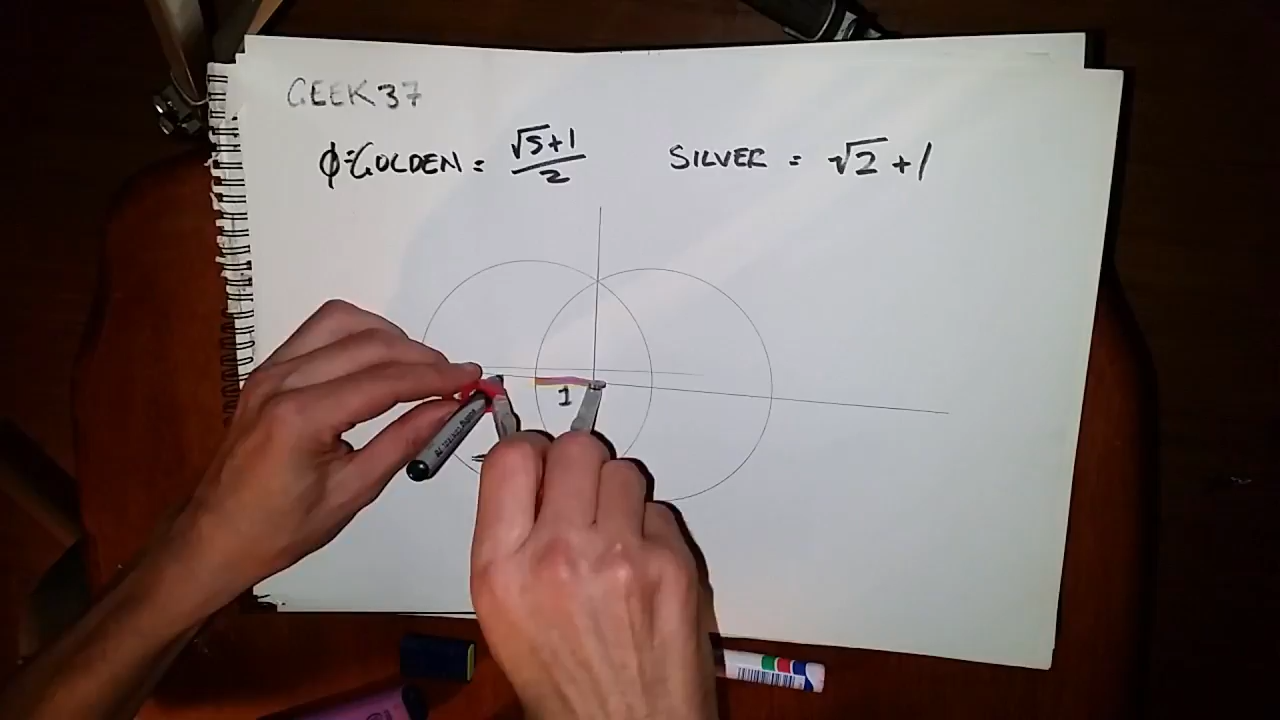 GEEK37
φ=GOLDEN = √5+1/2
SILVER = √2+1
1